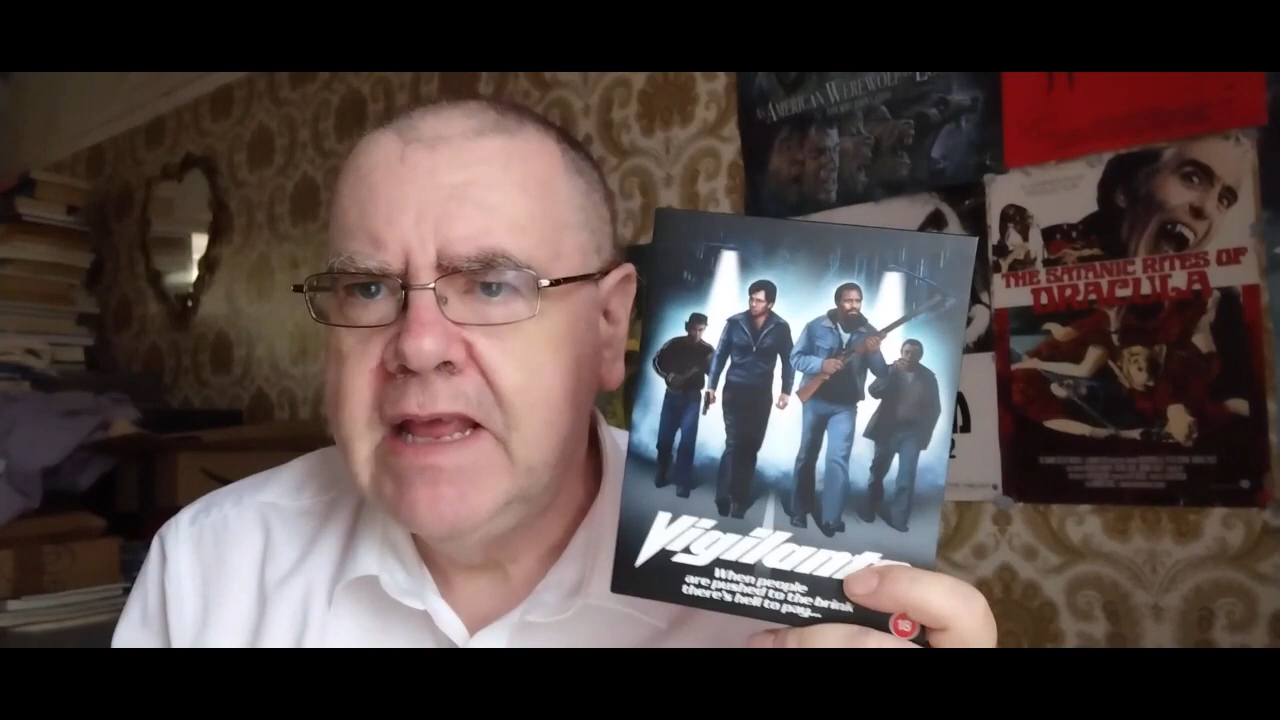 AN AMERICAN WEREWOLF
THE SATANIC RITES OF
DRACULA
Vigilante
When people
are pushed to the brink
there's hell to pay...
18